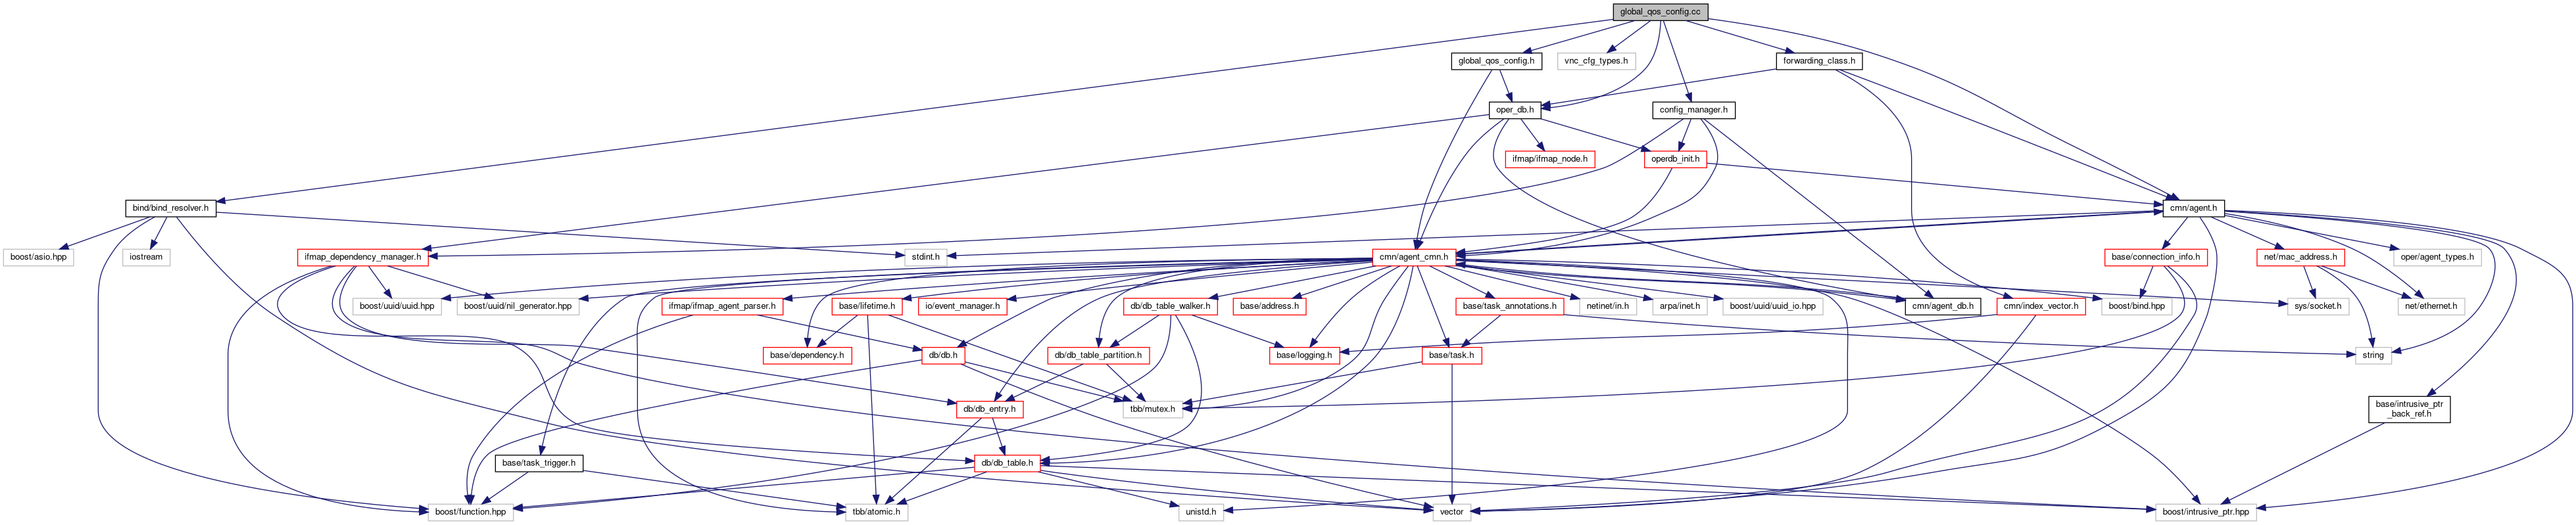 global_qos_config.cc
global_qos_config.h
vnc_cfg_types.h
forwarding_class.h
oper_db.h
config_manager.h
ifmap/ifmap_node.h
operdb_init.h
bind/bind_resolver.h
cmn/agent.h
boost/asio.hpp
iostream
ifmap_dependency_manager.h
stdint.h
cmn/agent_cmn.h
base/connection_info.h
net/mac_address.h
oper/agent_types.h
boost/uuid/uuid.hpp
boost/uuid/nil_generator.hpp
ifmap/ifmap_agent_parser.h
base/lifetime.h
io/event_manager.h
db/db_table_walker.h
base/address.h
base/task_annotations.h
netinet/in.h
arpa/inet.h
boost/uuid/uuid_io.hpp
cmn/agent_db.h
cmn/index_vector.h
boost/bind.hpp
sys/socket.h
net/ethernet.h
base/dependency.h
db/db.h
db/db_table_partition.h
base/logging.h
base/task.h
string
db/db_entry.h
tbb/mutex.h
base/intrusive_ptr
_back_ref.h
base/task_trigger.h
db/db_table.h
boost/function.hpp
tbb/atomic.h
unistd.h
vector
boost/intrusive_ptr.hpp